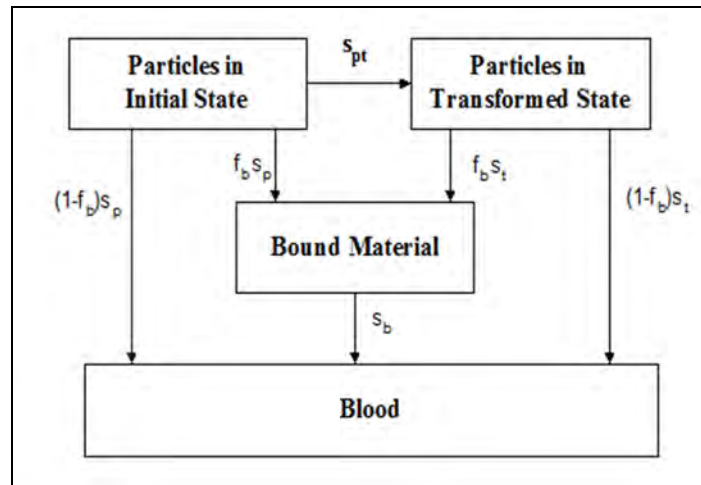 Particles in
Initial State
s_pt
Particles in
Transformed State
(1-f_b)s_p
f_b s_p
f_b s_t
(1-f_b)s_t
Bound Material
s_b
Blood